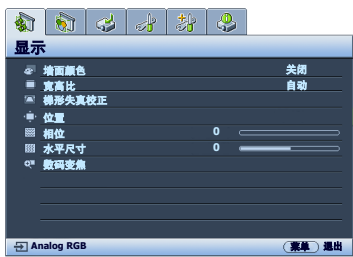 显示
墙面颜色 关闭
宽高比 自动
梯形失真校正
位置
相位 0
水平尺寸 0
数码变焦
Analog RGB 菜单 退出